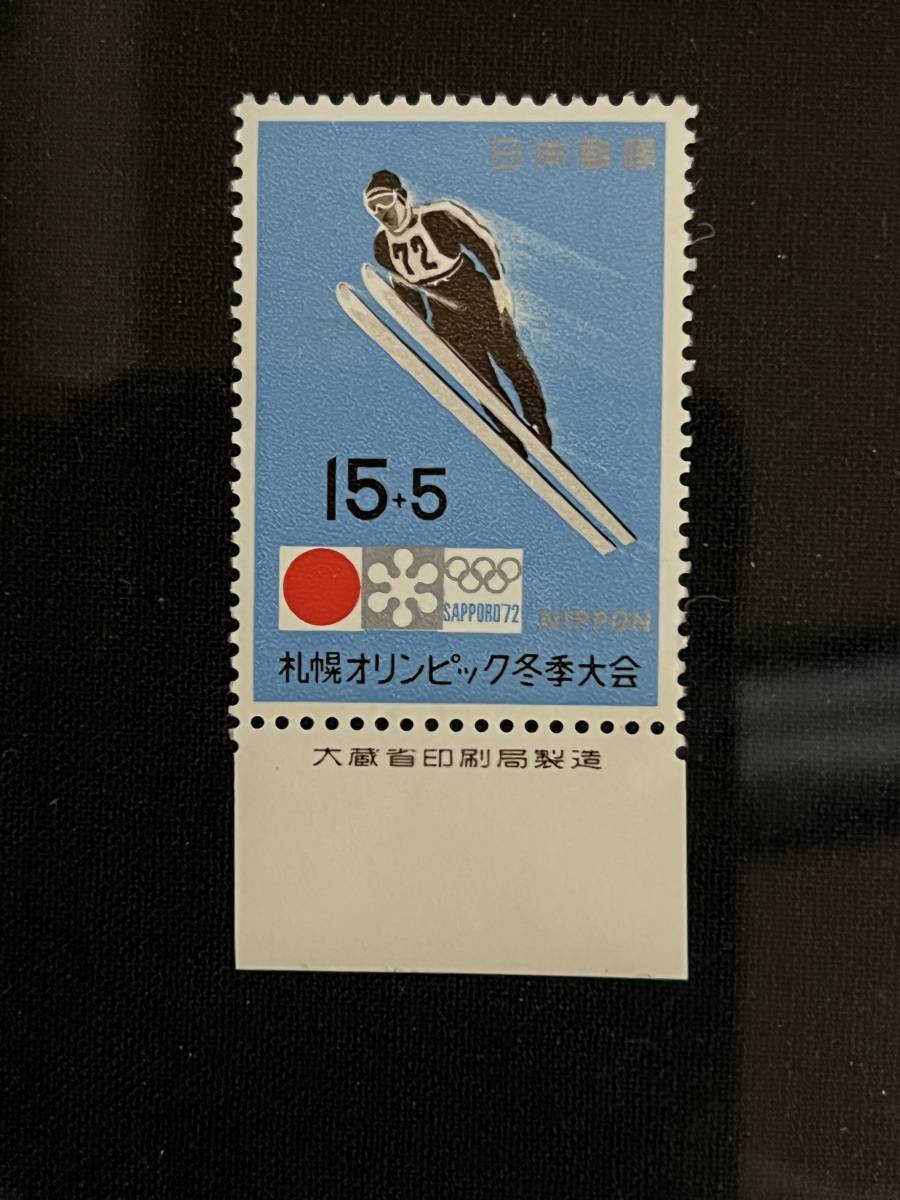 日本郵便
72
15+5
SAPPORO'72
NIPPON
札幌オリンピック冬季大会
大蔵省印刷局製造